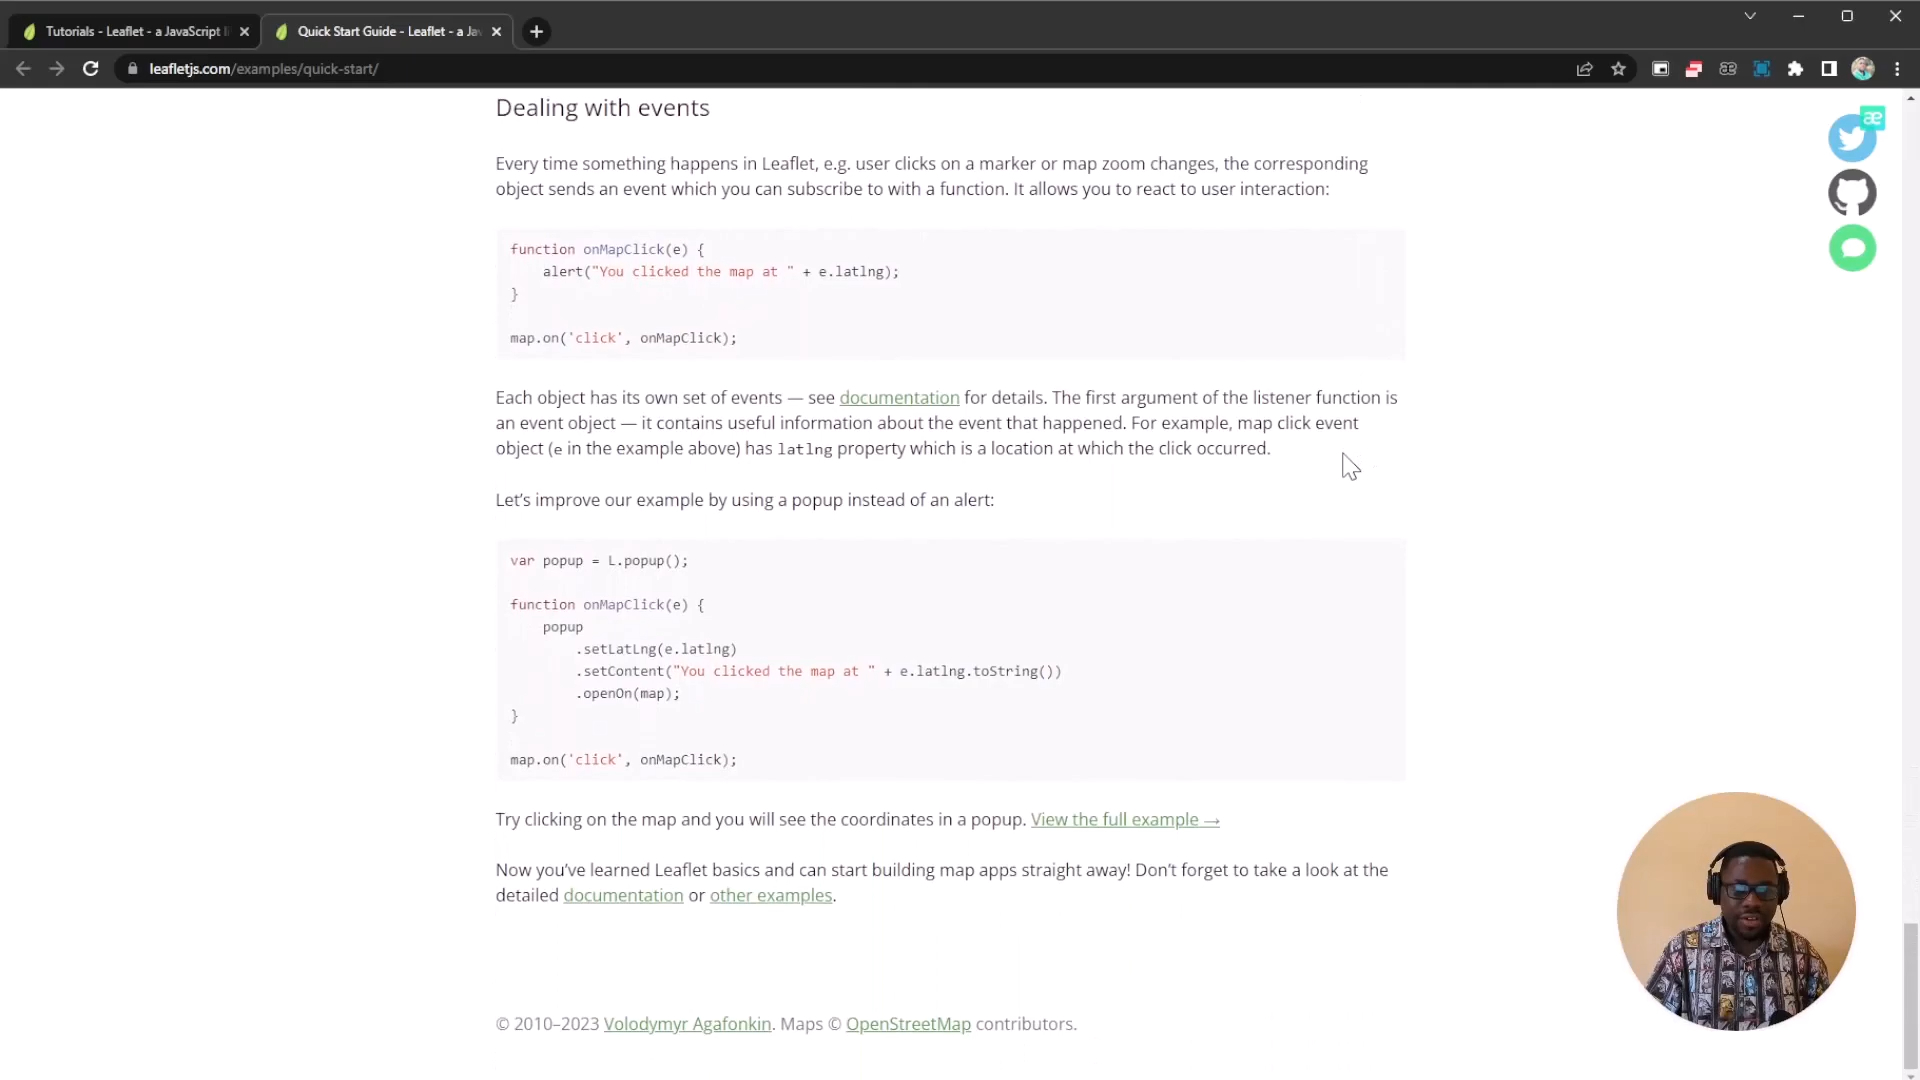 Tutorials - Leaflet - a JavaScript li
Quick Start Guide - Leaflet - a Jav
leafletjs.com/examples/quick-start/
æ
æ
Dealing with events
Every time something happens in Leaflet, e.g. user clicks on a marker or map zoom changes, the corresponding
object sends an event which you can subscribe to with a function. It allows you to react to user interaction:
function onMapClick(e) {
alert("You clicked the map at " + e.latlng);
}
map.on('click', onMapClick);
Each object has its own set of events — see documentation for details. The first argument of the listener function is
an event object — it contains useful information about the event that happened. For example, map click event
object (e in the example above) has latlng property which is a location at which the click occurred.
Let’s improve our example by using a popup instead of an alert:
var popup = L.popup();
function onMapClick(e) {
popup
.setLatLng(e.latlng)
.setContent("You clicked the map at " + e.latlng.toString())
.openOn(map);
}
map.on('click', onMapClick);
Try clicking on the map and you will see the coordinates in a popup. View the full example →
Now you’ve learned Leaflet basics and can start building map apps straight away! Don’t forget to take a look at the
detailed documentation or other examples.
© 2010–2023 Volodymyr Agafonkin. Maps © OpenStreetMap contributors.